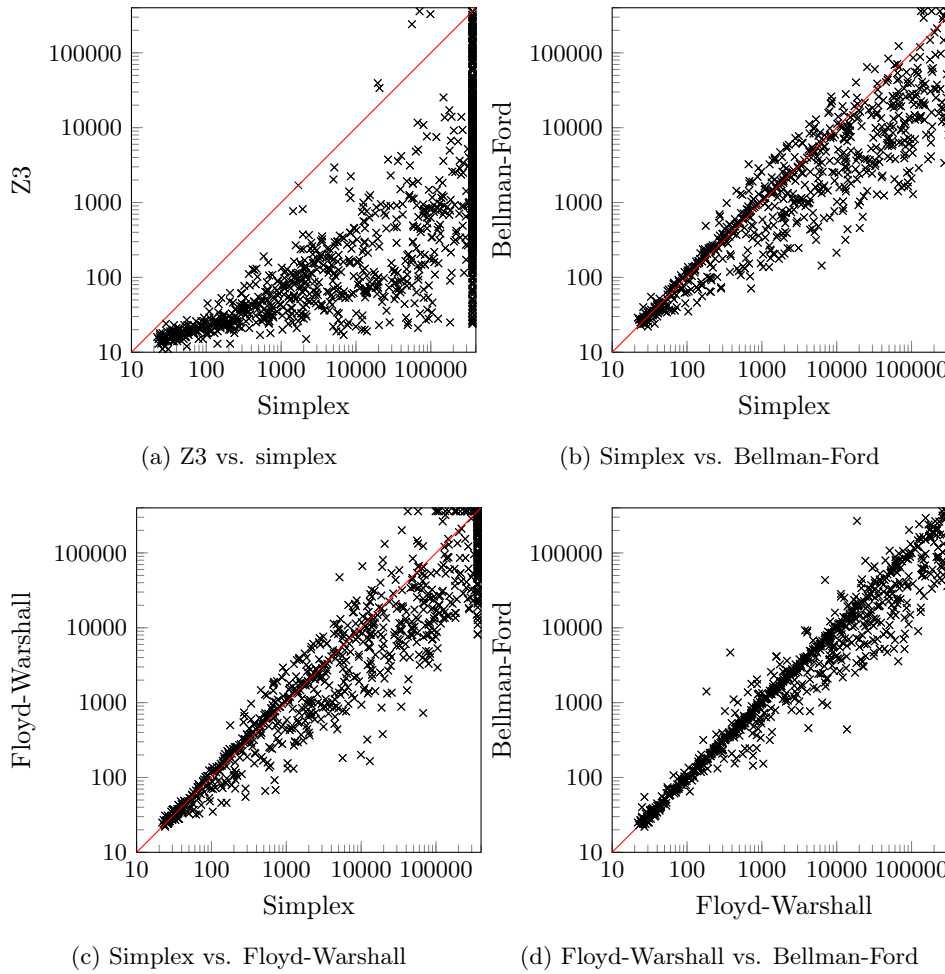 100000
10000
1000
100
10
Z3
10 100 1000 10000 100000
Simplex
(a) Z3 vs. simplex
100000
10000
1000
100
10
Bellman-Ford
10 100 1000 10000 100000
Simplex
(b) Simplex vs. Bellman-Ford
100000
10000
1000
100
10
Floyd-Warshall
10 100 1000 10000 100000
Simplex
(c) Simplex vs. Floyd-Warshall
100000
10000
1000
100
10
Bellman-Ford
10 100 1000 10000 100000
Floyd-Warshall
(d) Floyd-Warshall vs. Bellman-Ford